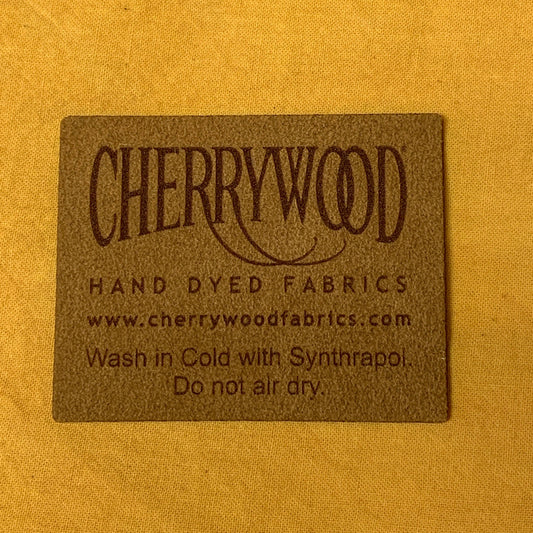 CHERRYWOOD
HAND DYED FABRICS
www.cherrywoodfabrics.com
Wash in Cold with Synthrapol.
Do not air dry.